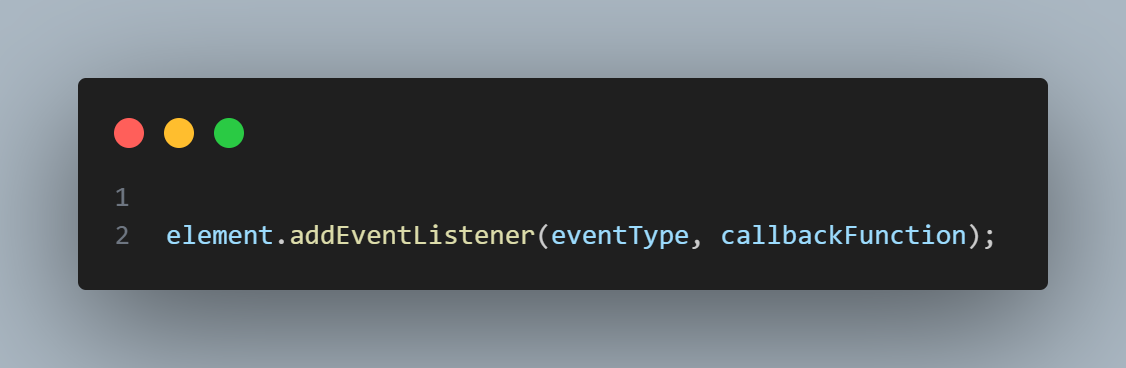 1
2 element.addEventListener(eventType, callbackFunction);